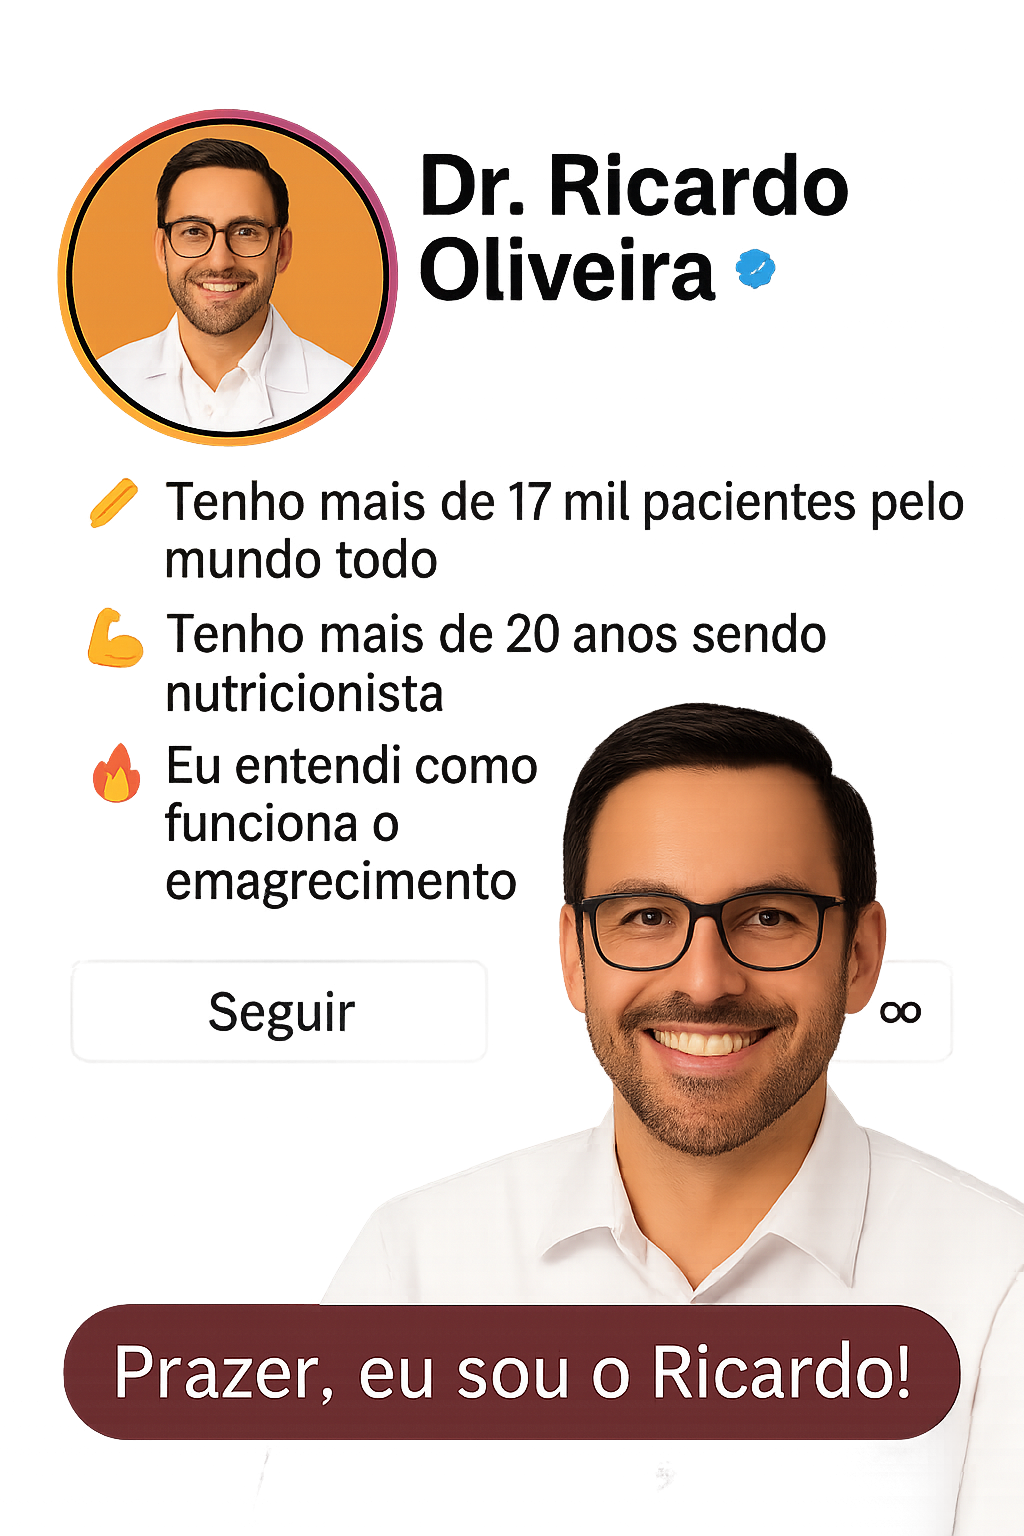 Dr. Ricardo
Oliveira
Tenho mais de 17 mil pacientes pelo
mundo todo
Tenho mais de 20 anos sendo
nutricionista
Eu entendi como
funciona o
emagrecimento
Seguir
Prazer, eu sou o Ricardo!